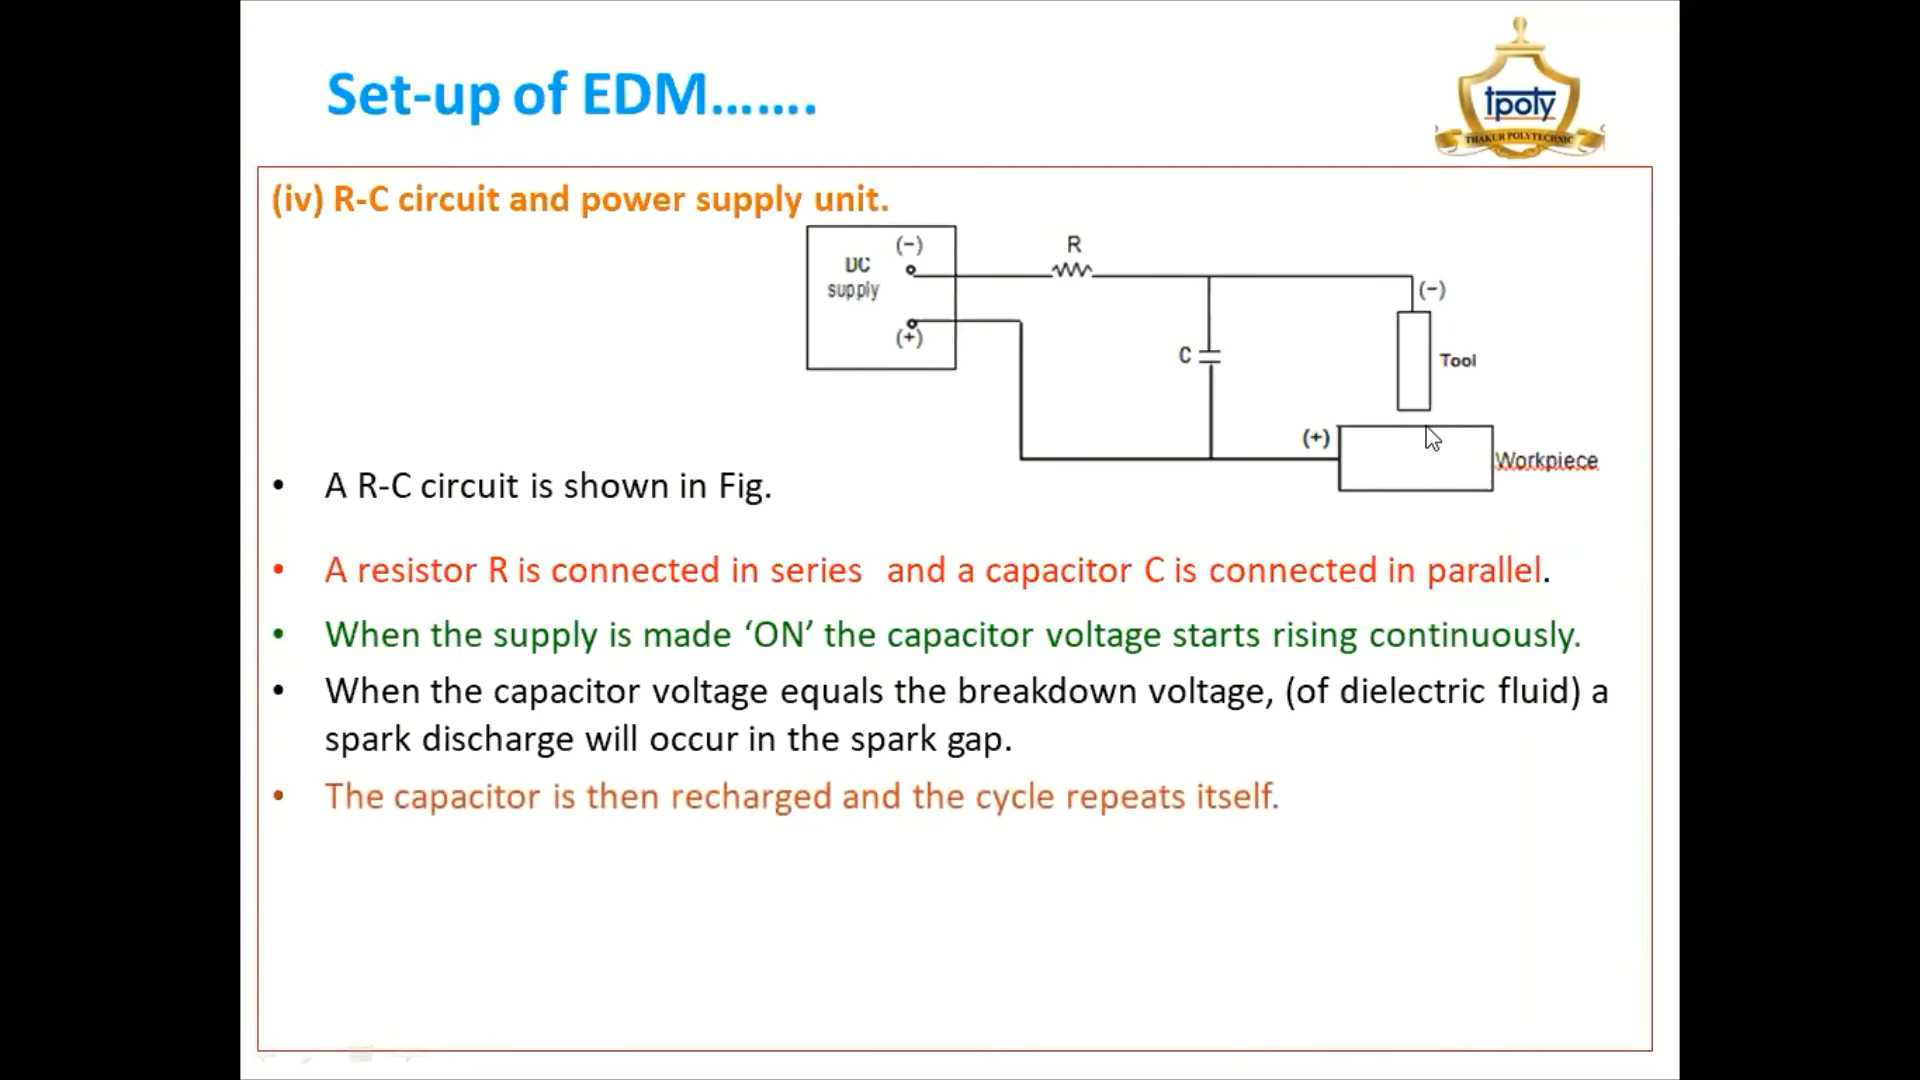 Set-up of EDM.......
tpoly
THAKUR POLYTECHNIC
(iv) R-C circuit and power supply unit.
(−)
DC
supply
(+)
R
C
(−)
Tool
(+)
Workpiece
• A R-C circuit is shown in Fig.
• A resistor R is connected in series and a capacitor C is connected in parallel.
• When the supply is made ‘ON’ the capacitor voltage starts rising continuously.
• When the capacitor voltage equals the breakdown voltage, (of dielectric fluid) a
spark discharge will occur in the spark gap.
• The capacitor is then recharged and the cycle repeats itself.